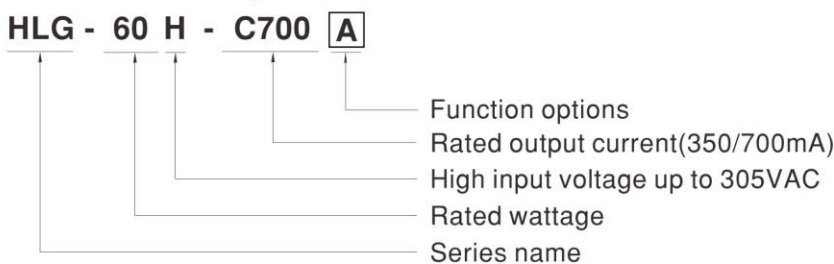 HLG - 60 H - C700 A
Function options
Rated output current(350/700mA)
High input voltage up to 305VAC
Rated wattage
Series name